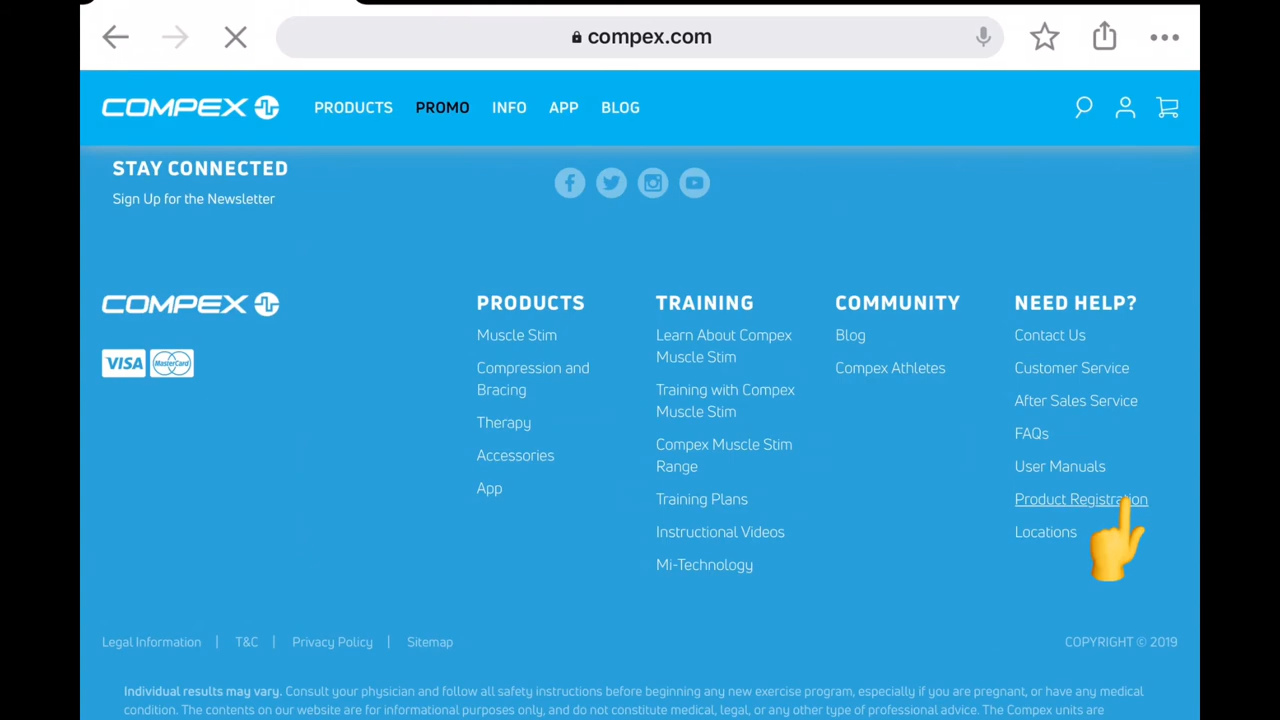 compex.com
COMPEX
PRODUCTS PROMO INFO APP BLOG
STAY CONNECTED
Sign Up for the Newsletter
COMPEX
VISA MasterCard
PRODUCTS
Muscle Stim
Compression and
Bracing
Therapy
Accessories
App
TRAINING
Learn About Compex
Muscle Stim
Training with Compex
Muscle Stim
Compex Muscle Stim
Range
Training Plans
Instructional Videos
Mi-Technology
COMMUNITY
Blog
Compex Athletes
NEED HELP?
Contact Us
Customer Service
After Sales Service
FAQs
User Manuals
Product Registration
Locations
Legal Information | T&C | Privacy Policy | Sitemap
COPYRIGHT © 2019
Individual results may vary. Consult your physician and follow all safety instructions before beginning any new exercise program, especially if you are pregnant, or have any medical
condition. The contents on our website are for informational purposes only, and do not constitute medical, legal, or any other type of professional advice. The Compex units are